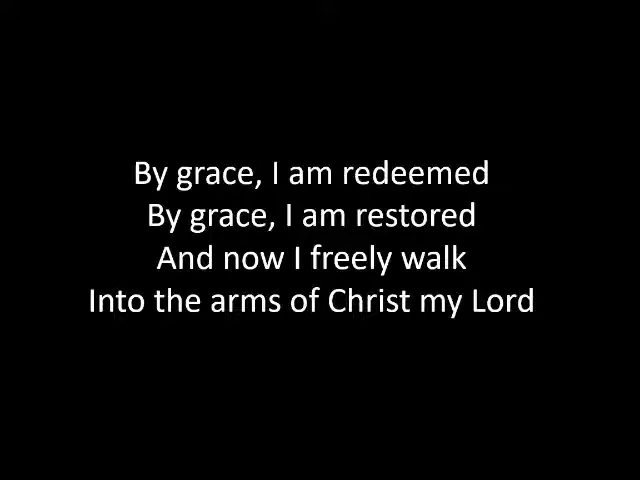 By grace, I am redeemed
By grace, I am restored
And now I freely walk
Into the arms of Christ my Lord